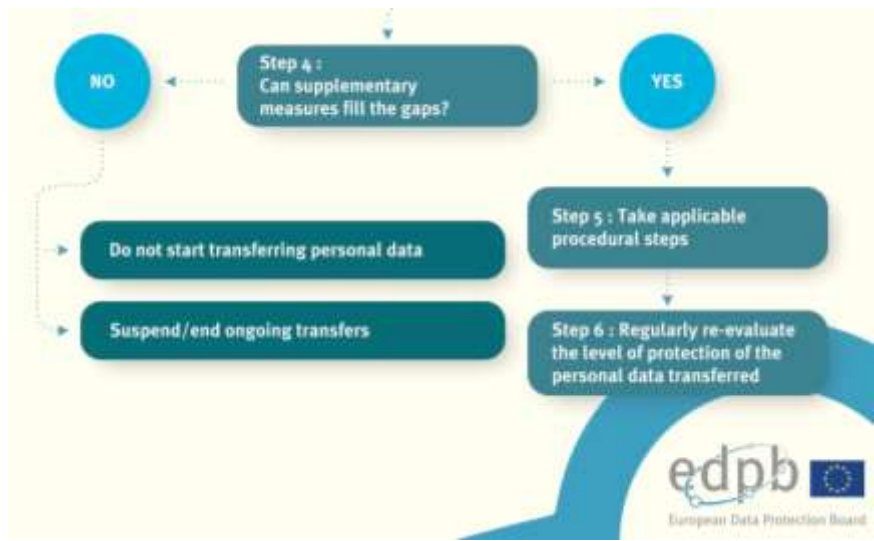 NO
Step 4 :
Can supplementary
measures fill the gaps?
YES
Step 5 : Take applicable
procedural steps
Do not start transferring personal data
Suspend/end ongoing transfers
Step 6 : Regularly re-evaluate
the level of protection of the
personal data transferred
edpb
European Data Protection Board